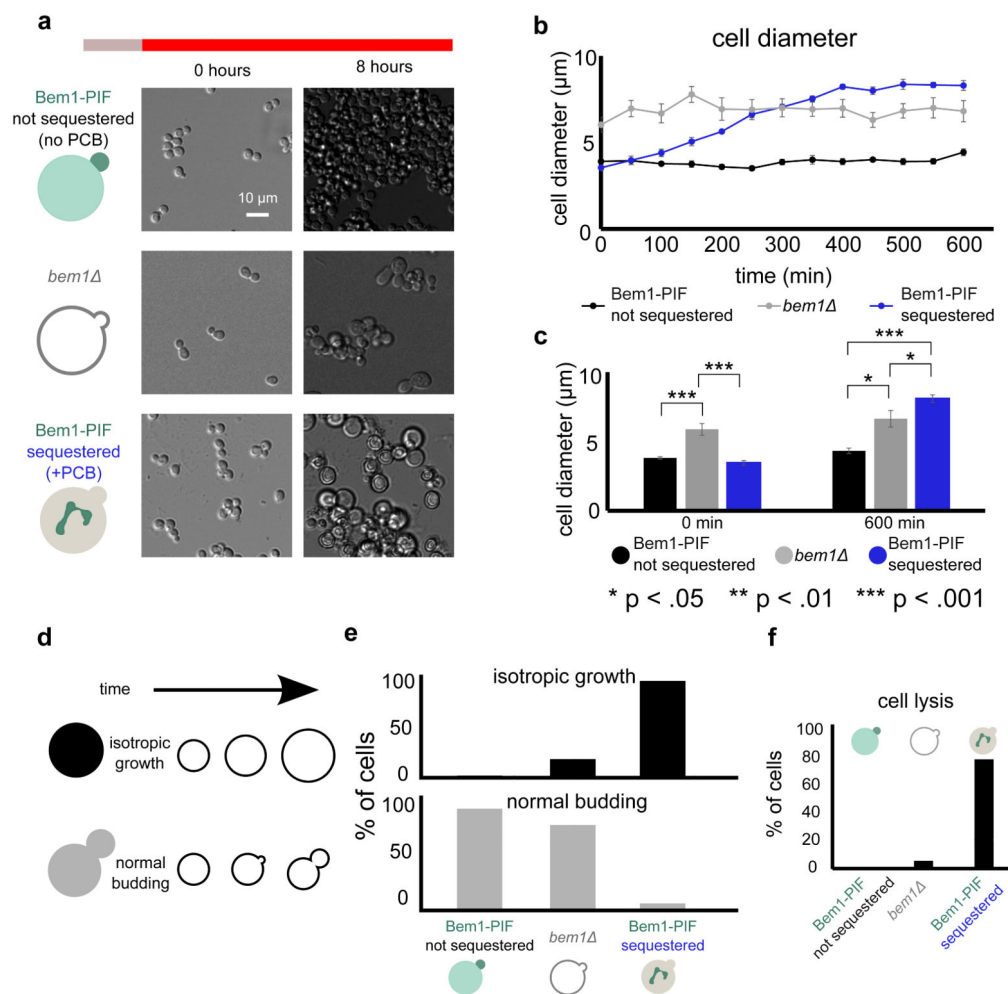 a
0 hours
8 hours
Bem1-PIF
not sequestered
(no PCB)
10 µm
bem1Δ
Bem1-PIF
sequestered
(+PCB)
b
cell diameter
cell diameter (µm)
10
5
0
0
100
200
300
400
500
600
time (min)
Bem1-PIF
not sequestered
bem1Δ
Bem1-PIF
sequestered
c
cell diameter (µm)
10
5
0
***
***
***
*
*
0 min
600 min
Bem1-PIF
not sequestered
bem1Δ
Bem1-PIF
sequestered
* p < .05
** p < .01
*** p < .001
d
time
isotropic
growth
normal
budding
e
% of cells
isotropic growth
100
50
0
normal budding
100
50
0
Bem1-PIF
not sequestered
bem1Δ
Bem1-PIF
sequestered
f
cell lysis
% of cells
100
80
60
40
20
0
Bem1-PIF
not sequestered
bem1Δ
Bem1-PIF
sequestered